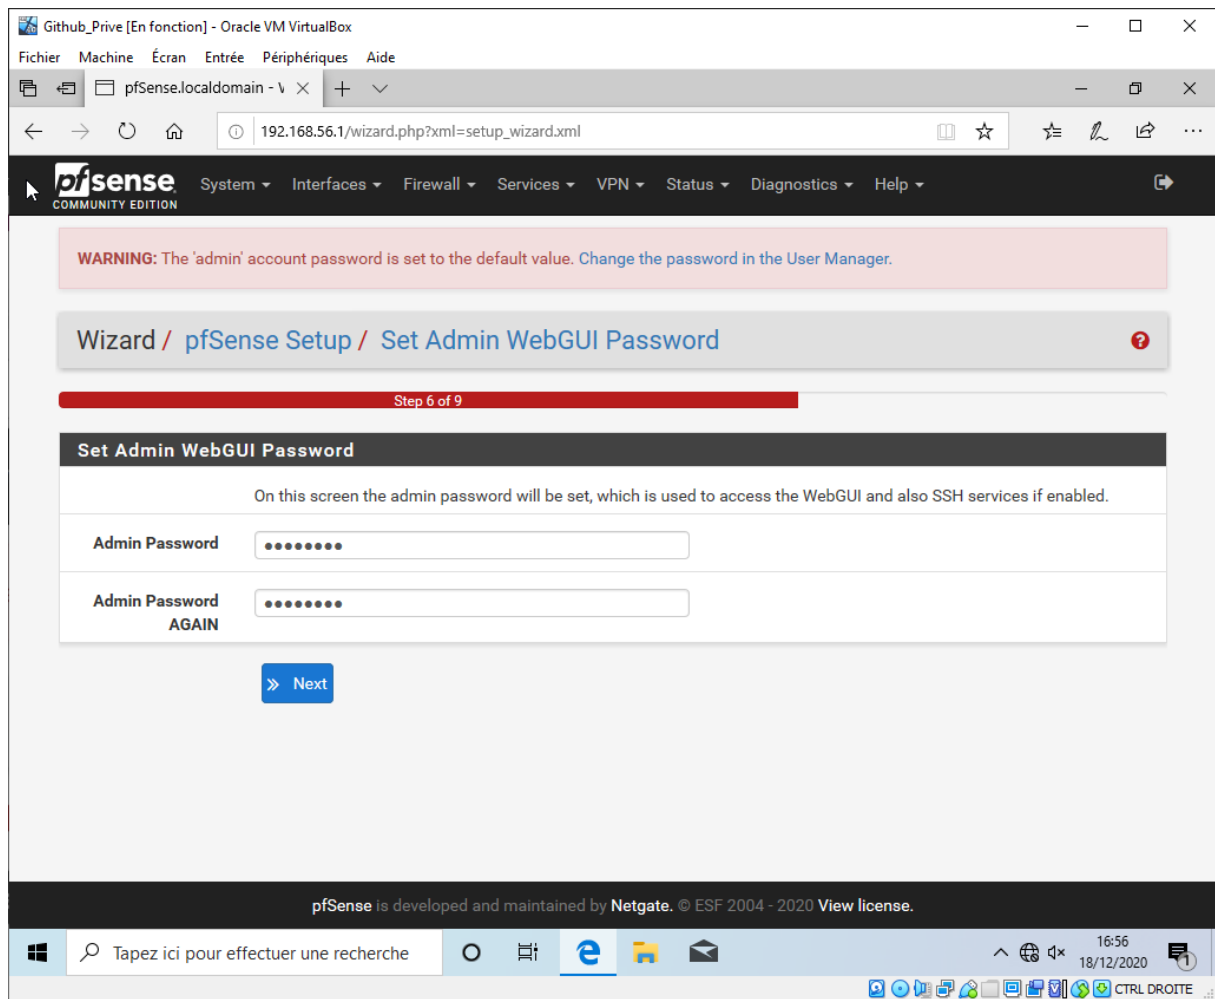 Github_Prive [En fonction] - Oracle VM VirtualBox
Fichier Machine Écran Entrée Périphériques Aide
pfSense.localdomain -
192.168.56.1/wizard.php?xml=setup_wizard.xml
pfsense System Interfaces Firewall Services VPN Status Diagnostics Help
COMMUNITY EDITION
WARNING: The 'admin' account password is set to the default value. Change the password in the User Manager.
Wizard / pfSense Setup / Set Admin WebGUI Password
Step 6 of 9
Set Admin WebGUI Password
On this screen the admin password will be set, which is used to access the WebGUI and also SSH services if enabled.
Admin Password ••••••••
Admin Password ••••••••
AGAIN
Next
pfSense is developed and maintained by Netgate. © ESF 2004 - 2020 View license.
Tapez ici pour effectuer une recherche
16:56
18/12/2020
1
CTRL DROITE